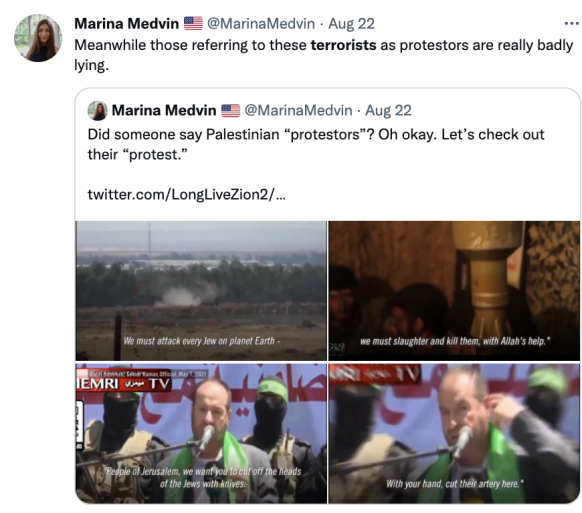 Marina Medvin 🇺🇸 @MarinaMedvin · Aug 22
Meanwhile those referring to these terrorists as protestors are really badly
lying.
Marina Medvin 🇺🇸 @MarinaMedvin · Aug 22
Did someone say Palestinian “protestors”? Oh okay. Let’s check out
their “protest.”
twitter.com/LongLiveZion2/…
We must attack every Jew on planet Earth -
we must slaughter and kill them, with Allah's help."
MEMRI ميمري TV
"People of Jerusalem, we want you to cut off the heads
of the Jews with knives.
MEMRI TV
With your hand, cut their artery here."